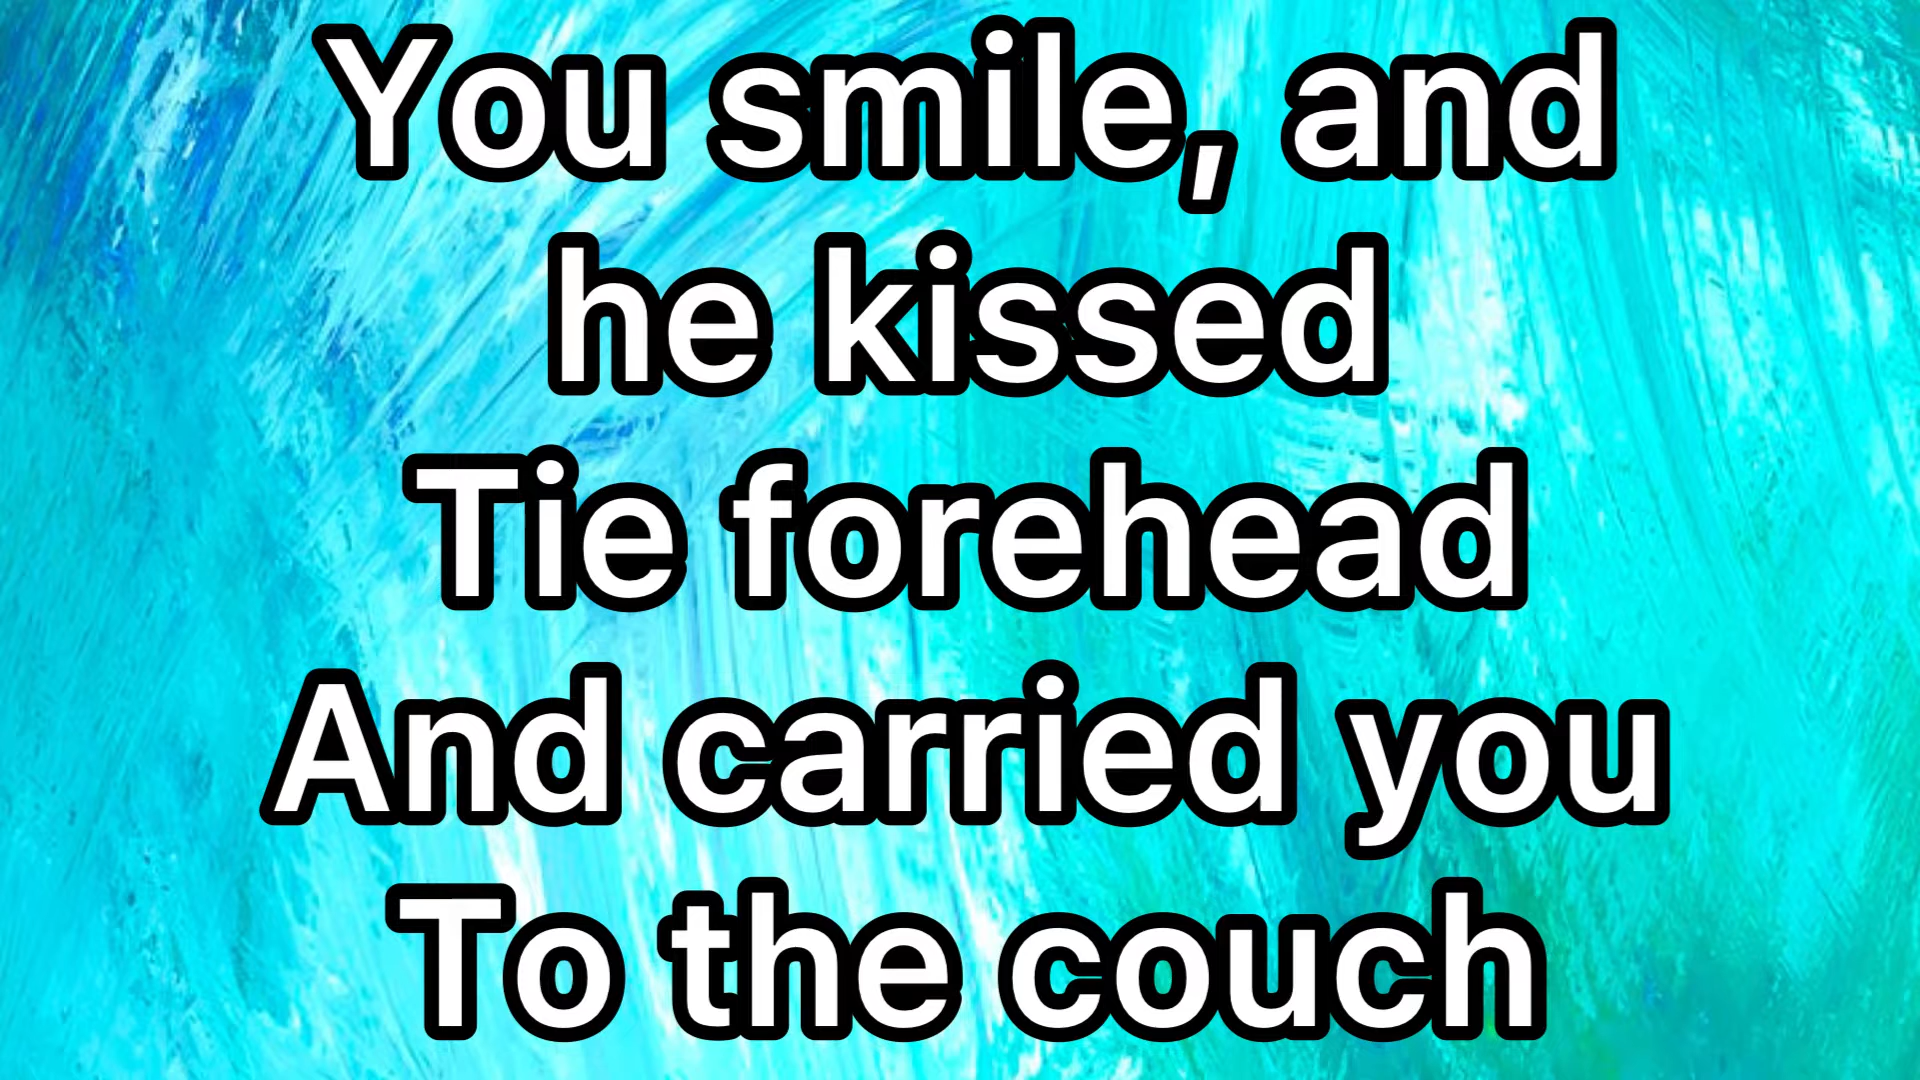 You smile, and
he kissed
Tie forehead
And carried you
To the couch